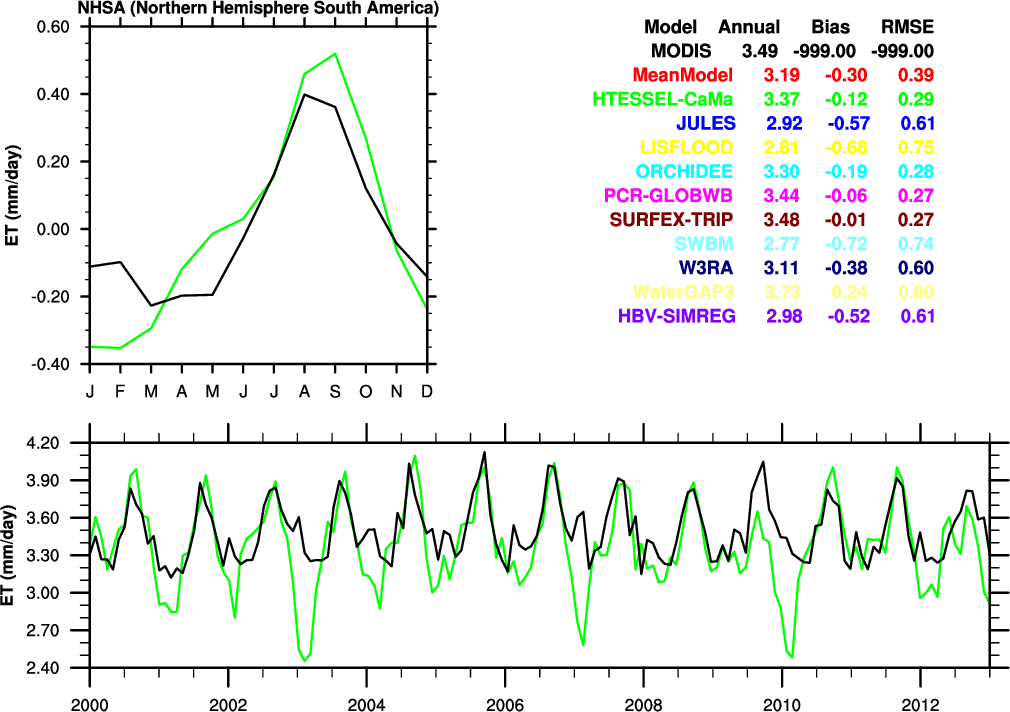 NHSA (Northern Hemisphere South America)
0.60
0.40
0.20
0.00
-0.20
-0.40
ET (mm/day)
J F M A M J J A S O N D
Model Annual Bias RMSE
MODIS 3.49 -999.00 -999.00
MeanModel 3.19 -0.30 0.39
HTESSEL-CaMa 3.37 -0.12 0.29
JULES 2.92 -0.57 0.61
LISFLOOD 2.81 -0.68 0.75
ORCHIDEE 3.30 -0.19 0.28
PCR-GLOBWB 3.44 -0.06 0.27
SURFEX-TRIP 3.48 -0.01 0.27
SWBM 2.77 -0.72 0.74
W3RA 3.11 -0.38 0.60
WaterGAP3 3.73 0.24 0.80
HBV-SIMREG 2.98 -0.52 0.61
4.20
3.90
3.60
3.30
3.00
2.70
2.40
ET (mm/day)
2000 2002 2004 2006 2008 2010 2012